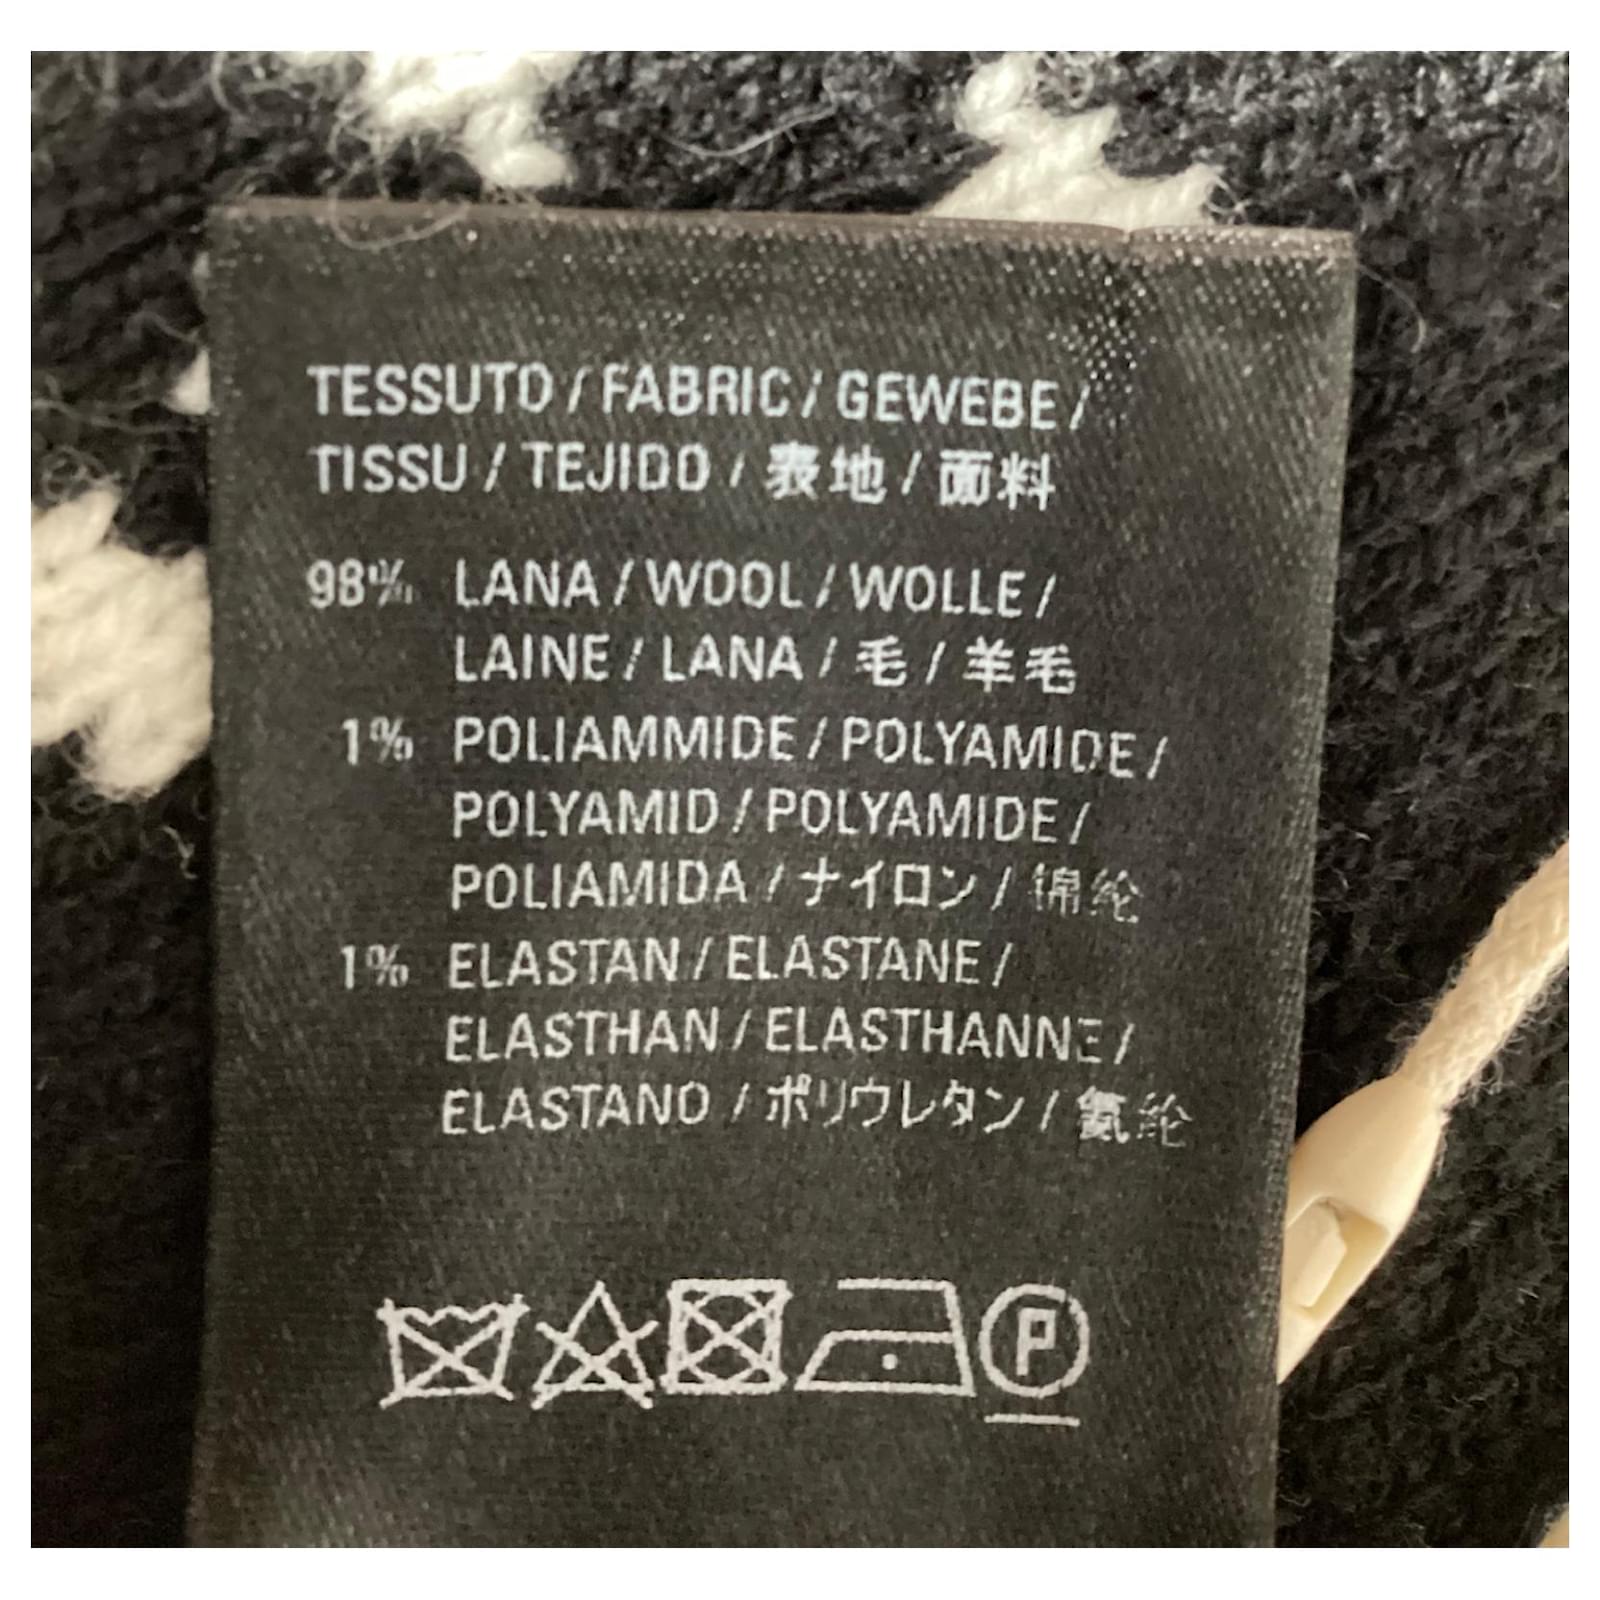 TESSUTO / FABRIC / GEWEBE /
TISSU / TEJIDO / 表地 / 面料
98% LANA / WOOL / WOLLE /
LAINE / LANA / 毛 / 羊毛
1% POLIAMMIDE / POLYAMIDE /
POLYAMID / POLYAMIDE /
POLIAMIDA / ナイロン / 锦纶
1% ELASTAN / ELASTANE /
ELASTHAN / ELASTHANNE /
ELASTANO / ポリウレタン / 氨纶
P